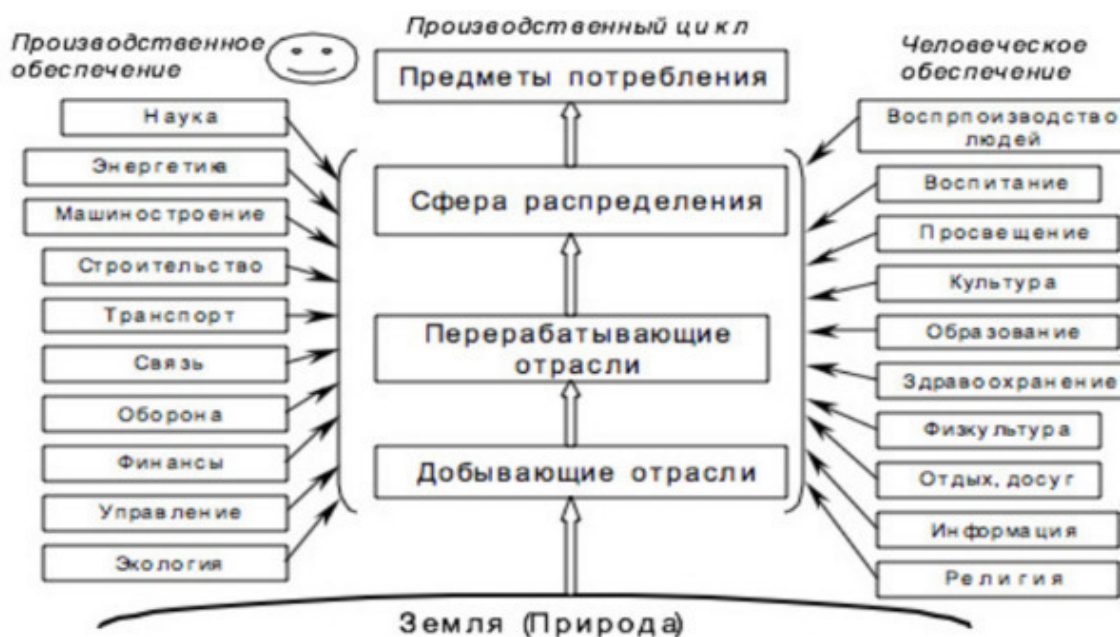 Производственное
обеспечение
Наука
Энергетика
Машиностроение
Строительство
Транспорт
Связь
Оборона
Финансы
Управление
Экология
Производственный цикл
Предметы потребления
Сфера распределения
Перерабатывающие
отрасли
Добывающие отрасли
Земля (Природа)
Человеческое
обеспечение
Воспрпоизводство
людей
Воспитание
Просвещение
Культура
Образование
Здравоохранение
Физкультура
Отдых, досуг
Информация
Религия